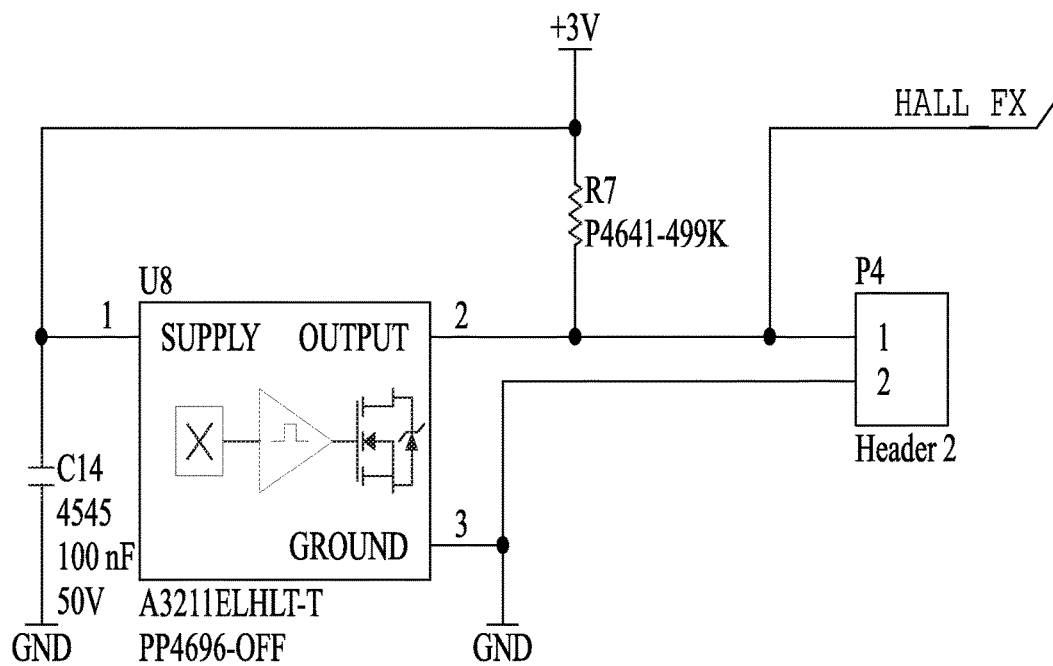 +3V
HALL_FX
R7
P4641-499K
U8
P4
1
SUPPLY
OUTPUT
2
1
2
Header 2
C14
4545
100 nF
50V
GROUND
3
A3211ELHLT-T
PP4696-OFF
GND
GND